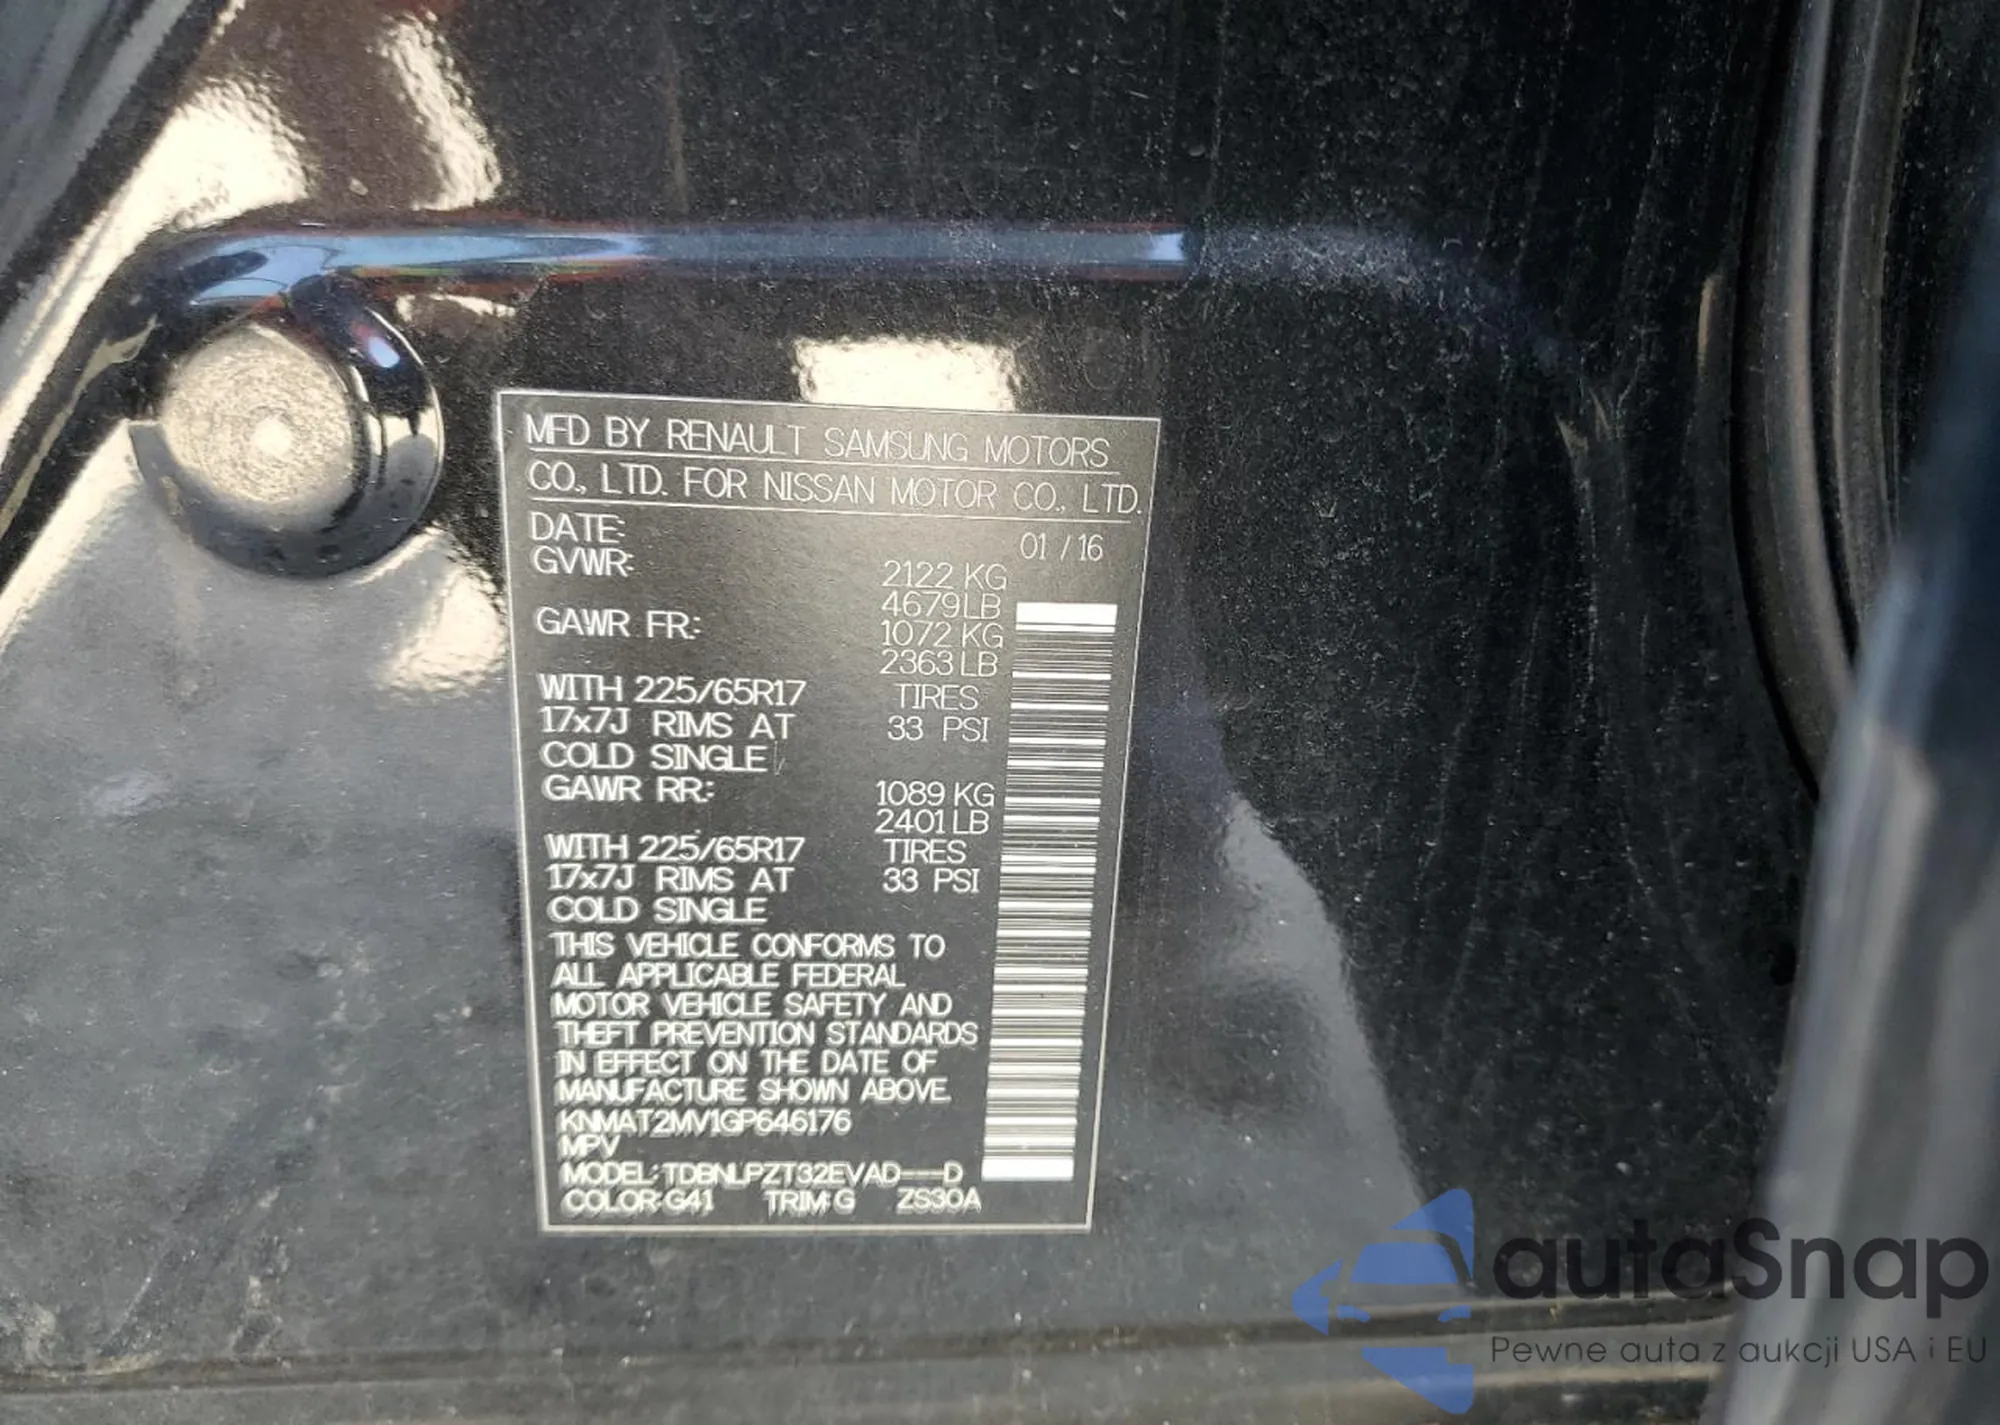 MFD BY RENAULT SAMSUNG MOTORS
CO., LTD. FOR NISSAN MOTOR CO., LTD.
DATE: 01 / 16
GVWR: 2122 KG
4679 LB
GAWR FR: 1072 KG
2363 LB
WITH 225/65R17 TIRES
17x7J RIMS AT 33 PSI
COLD SINGLE
GAWR RR: 1089 KG
2401 LB
WITH 225/65R17 TIRES
17x7J RIMS AT 33 PSI
COLD SINGLE
THIS VEHICLE CONFORMS TO
ALL APPLICABLE FEDERAL
MOTOR VEHICLE SAFETY AND
THEFT PREVENTION STANDARDS
IN EFFECT ON THE DATE OF
MANUFACTURE SHOWN ABOVE.
KNMAT2MV1GP646176
MPV
MODEL: TDBNLPZT32EVAD---D
COLOR: G41 TRIM: G ZS30A
autaSnap
Pewne auta z aukcji USA i EU